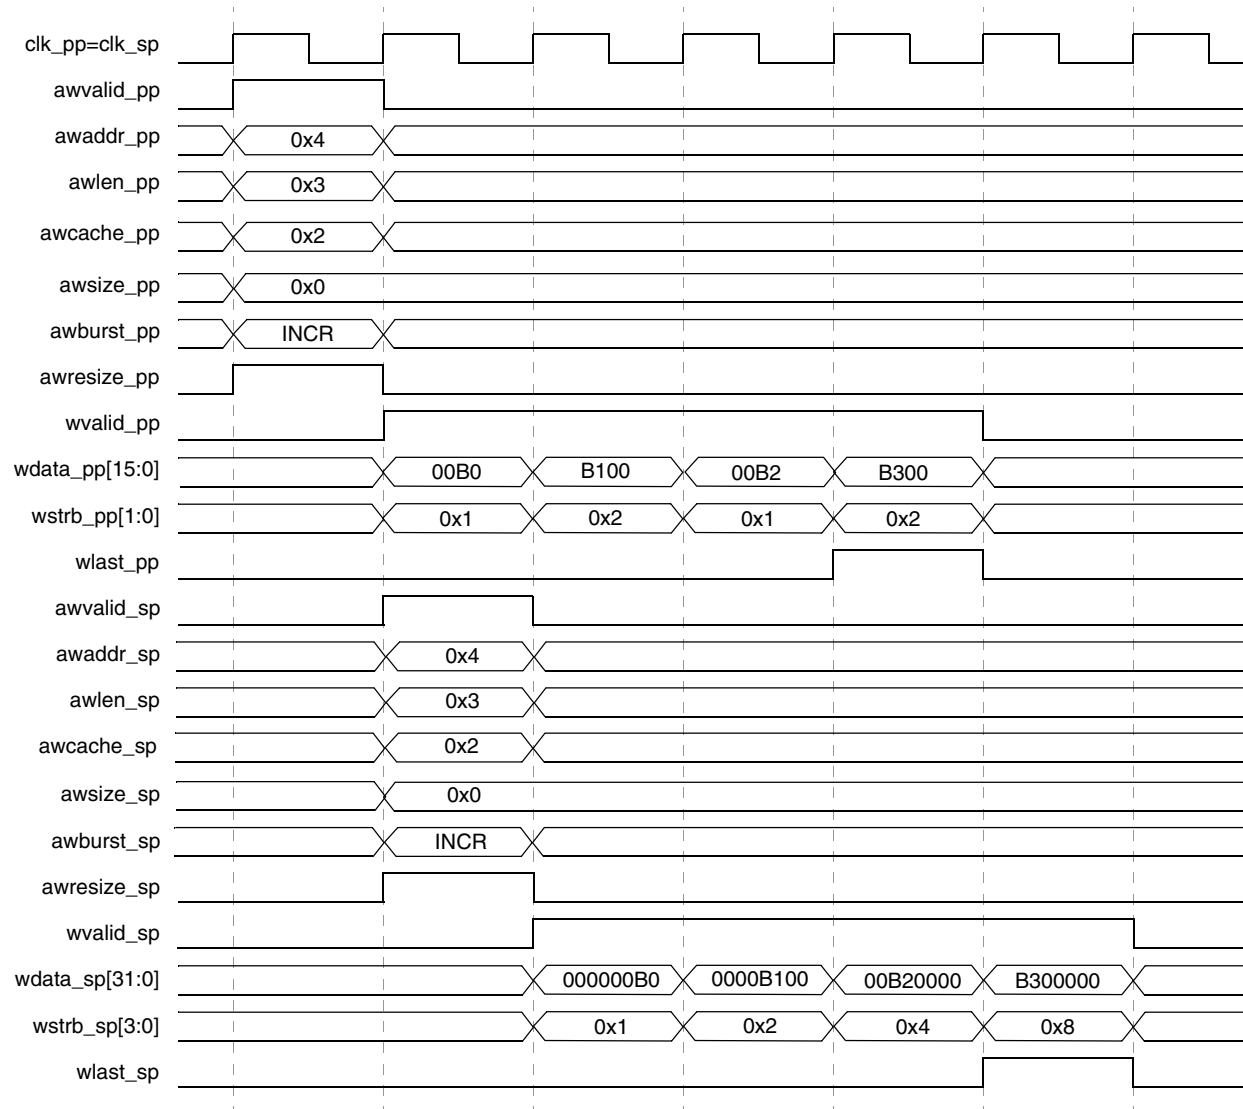 clk_pp=clk_sp
awvalid_pp
awaddr_pp 0x4
awlen_pp 0x3
awcache_pp 0x2
awsize_pp 0x0
awburst_pp INCR
awresize_pp
wvalid_pp
wdata_pp[15:0] 00B0 B100 00B2 B300
wstrb_pp[1:0] 0x1 0x2 0x1 0x2
wlast_pp
awvalid_sp
awaddr_sp 0x4
awlen_sp 0x3
awcache_sp 0x2
awsize_sp 0x0
awburst_sp INCR
awresize_sp
wvalid_sp
wdata_sp[31:0] 000000B0 0000B100 00B20000 B300000
wstrb_sp[3:0] 0x1 0x2 0x4 0x8
wlast_sp